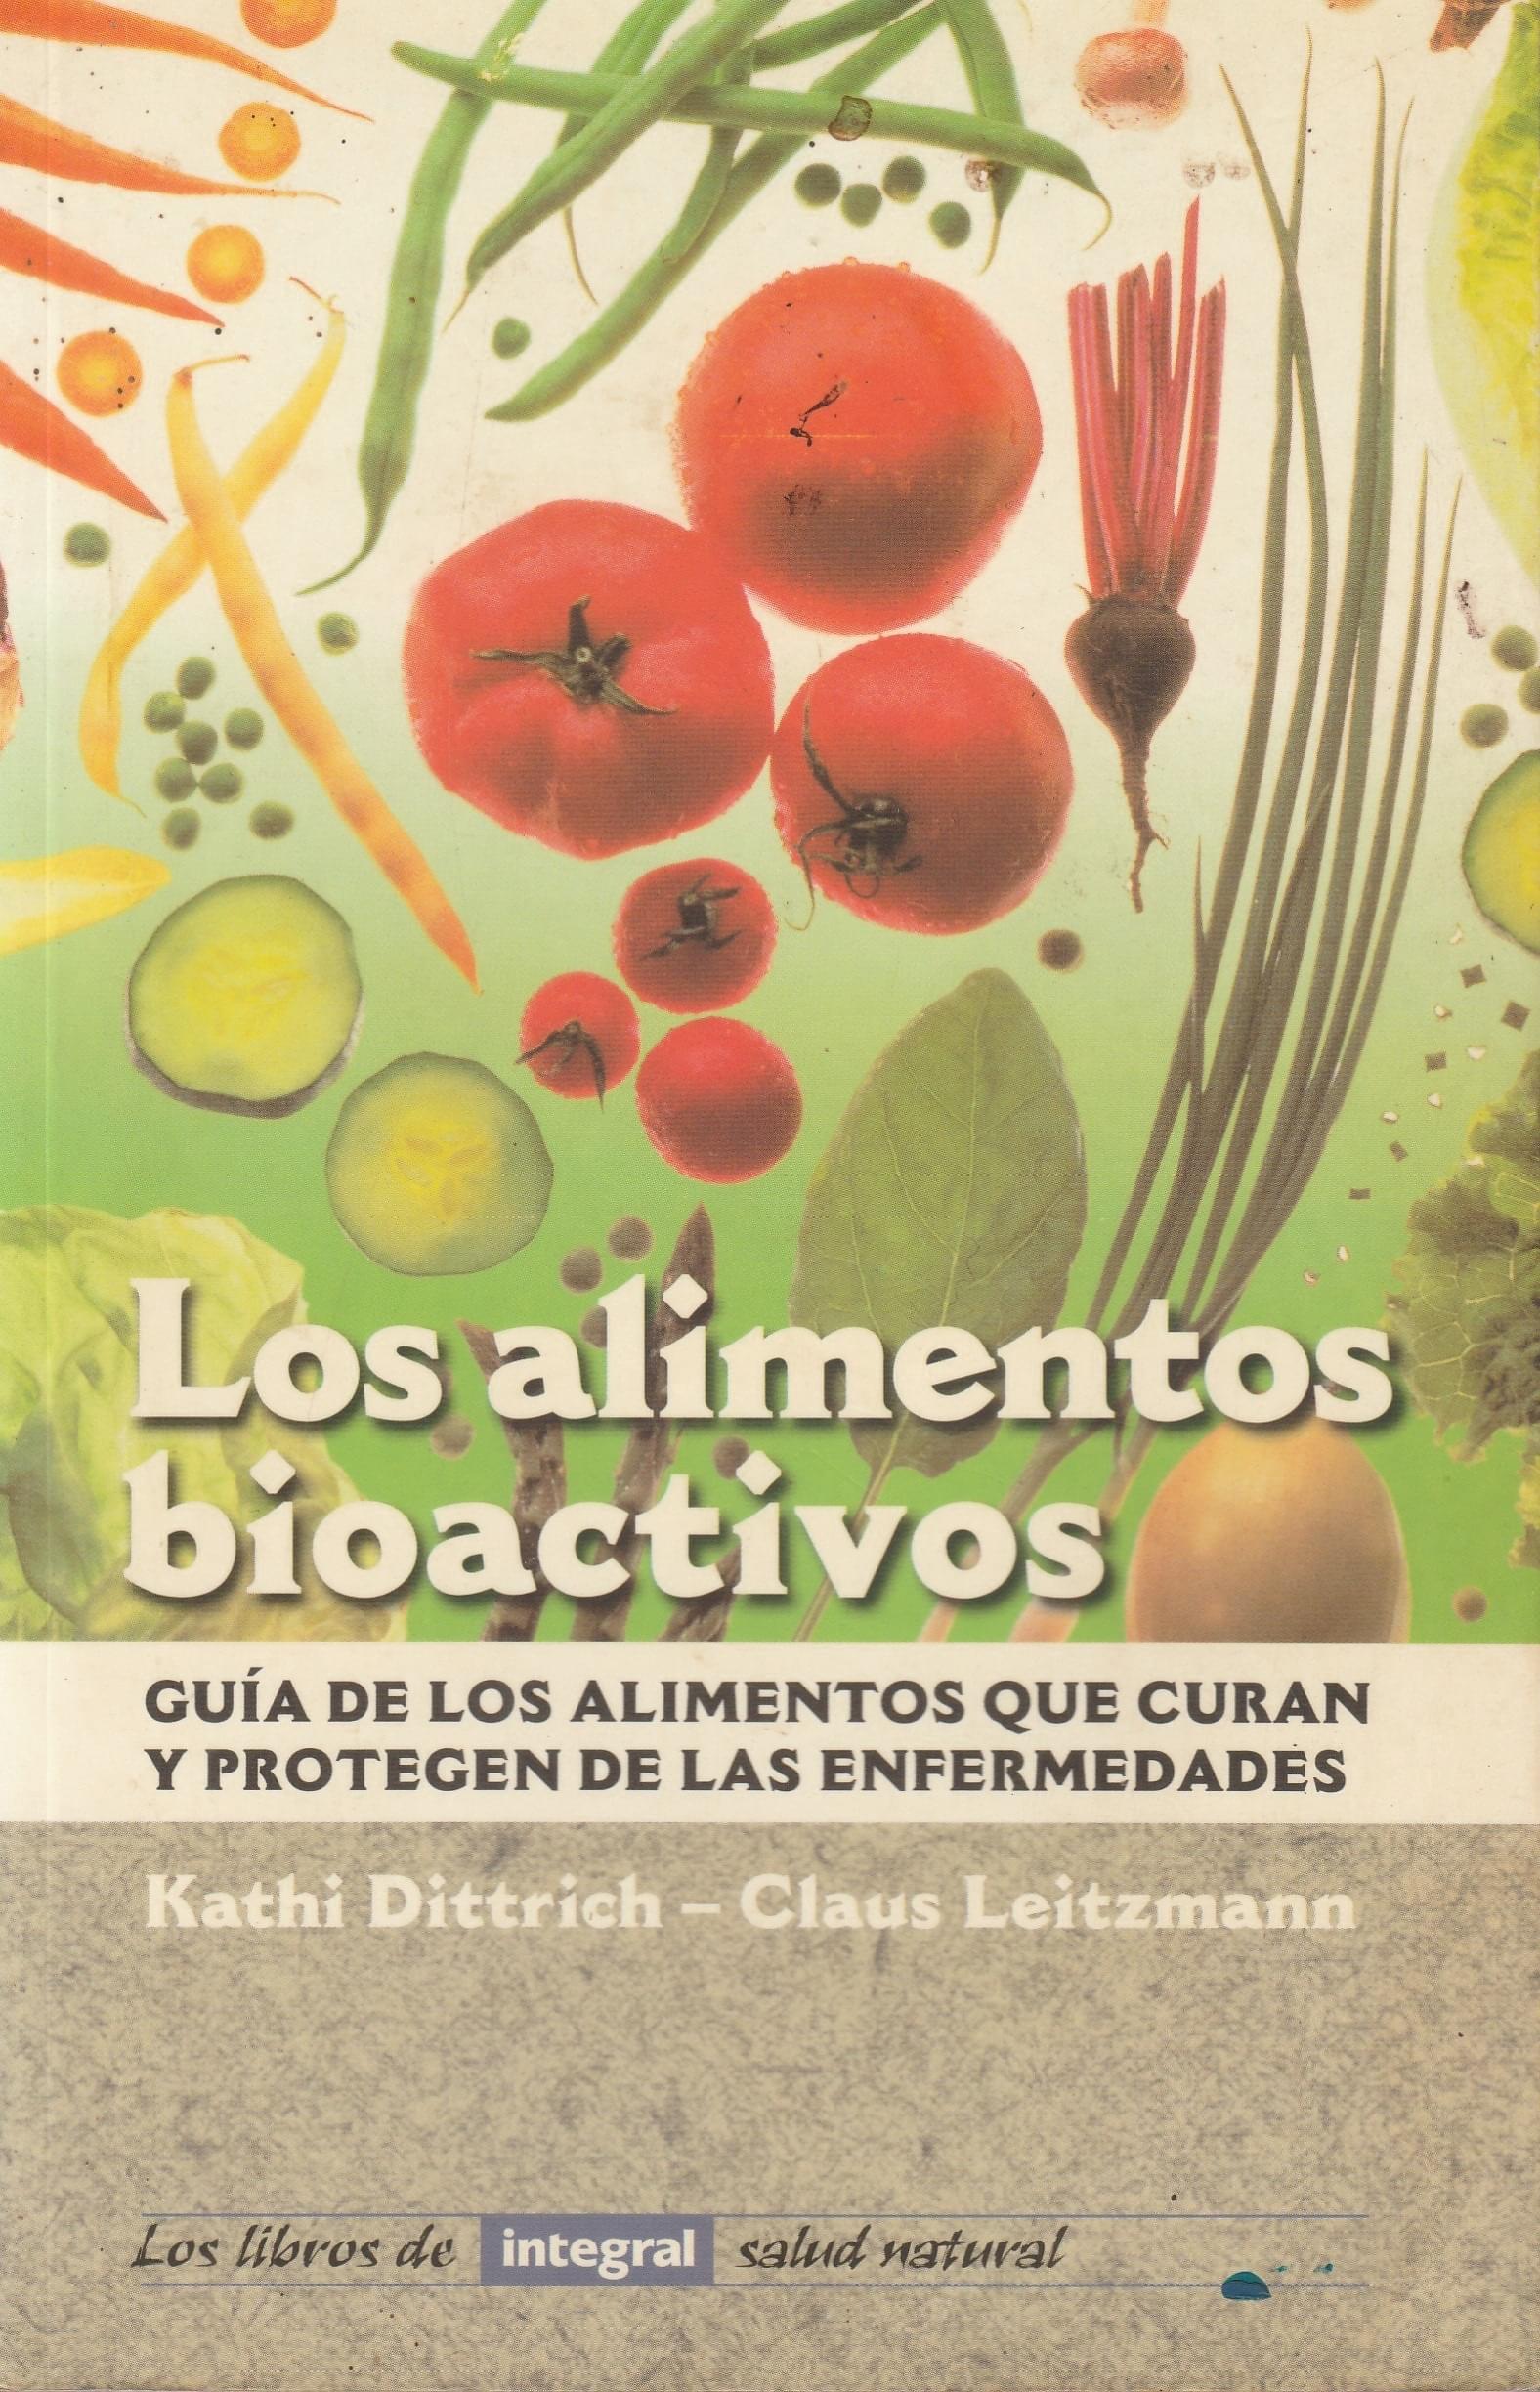 Los alimentos
bioactivos
GUÍA DE LOS ALIMENTOS QUE CURAN
Y PROTEGEN DE LAS ENFERMEDADES
Kathi Dittrich – Claus Leitzmann
Los libros de integral salud natural